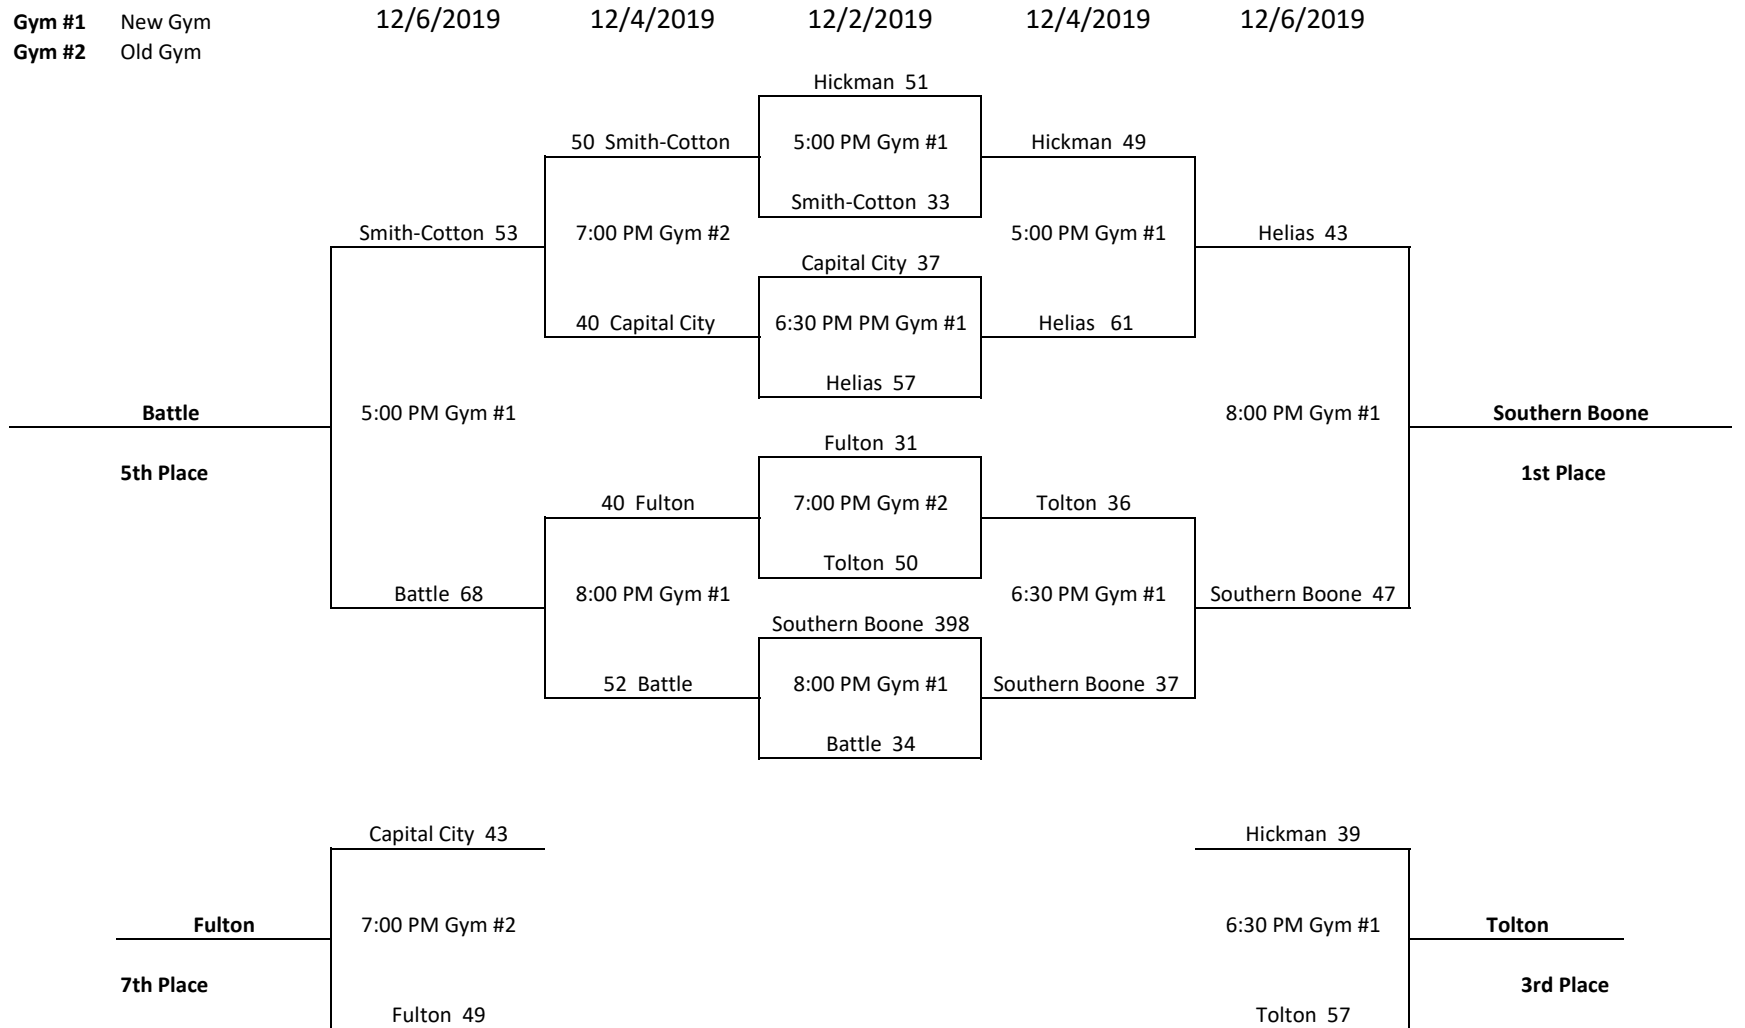 Gym #1 New Gym 12/6/2019 12/4/2019 12/2/2019 12/4/2019 12/6/2019
Gym #2 Old Gym
Hickman 51
50 Smith-Cotton 5:00 PM Gym #1 Hickman 49
Smith-Cotton 33
Smith-Cotton 53 7:00 PM Gym #2 5:00 PM Gym #1 Helias 43
Capital City 37
40 Capital City 6:30 PM PM Gym #1 Helias 61
Helias 57
Battle 5:00 PM Gym #1 8:00 PM Gym #1 Southern Boone
Fulton 31
5th Place 1st Place
40 Fulton 7:00 PM Gym #2 Tolton 36
Tolton 50
Battle 68 8:00 PM Gym #1 6:30 PM Gym #1 Southern Boone 47
Southern Boone 398
52 Battle 8:00 PM Gym #1 Southern Boone 37
Battle 34
Capital City 43 Hickman 39
Fulton 7:00 PM Gym #2 6:30 PM Gym #1 Tolton
7th Place 3rd Place
Fulton 49 Tolton 57